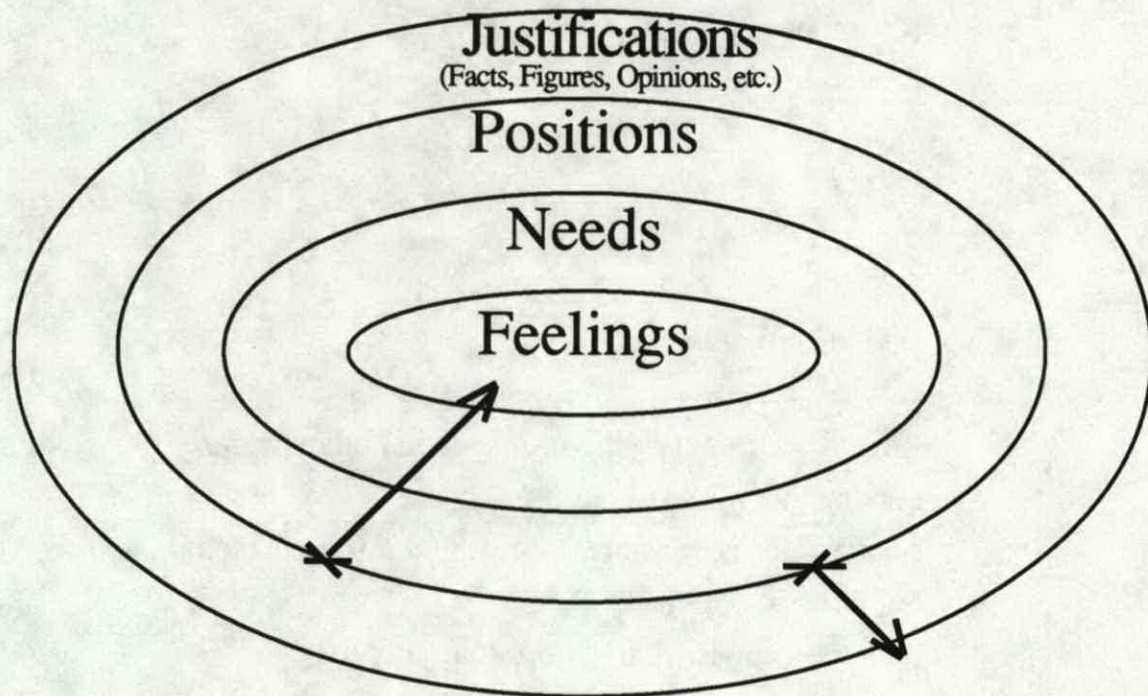 Justifications
(Facts, Figures, Opinions, etc.)
Positions
Needs
Feelings